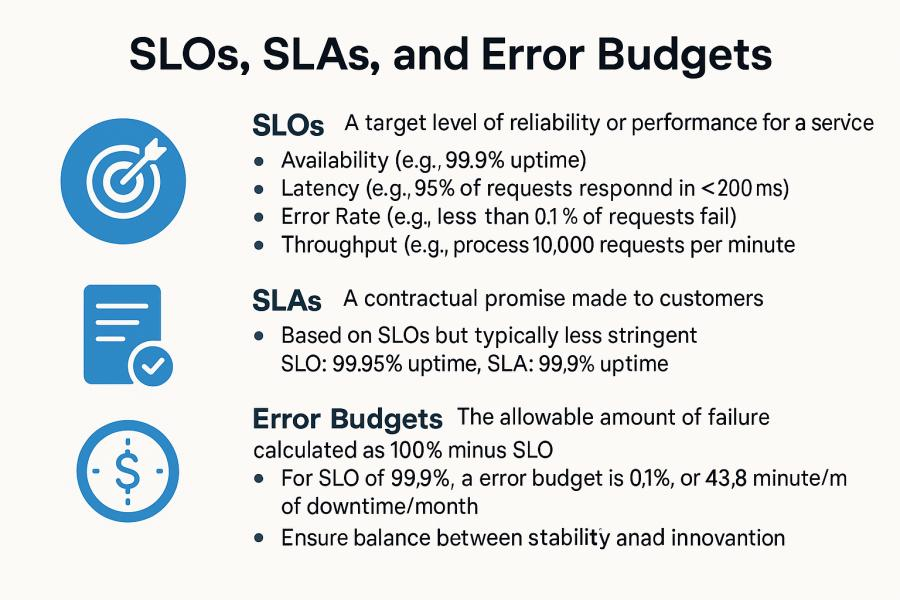 SLOs, SLAs, and Error Budgets
SLOs A target level of reliability or performance for a service
• Availability (e.g., 99.9% uptime)
• Latency (e.g., 95% of requests responnd in <200 ms)
• Error Rate (e.g., less than 0.1 % of requests fail)
• Throughput (e.g., process 10,000 requests per minute
SLAs A contractual promise made to customers
• Based on SLOs but typically less stringent
SLO: 99.95% uptime, SLA: 99,9% uptime
Error Budgets The allowable amount of failure
calculated as 100% minus SLO
• For SLO of 99,9%, a error budget is 0,1%, or 43,8 minute/m
of downtime/month
• Ensure balance between stability anad innovantion
$